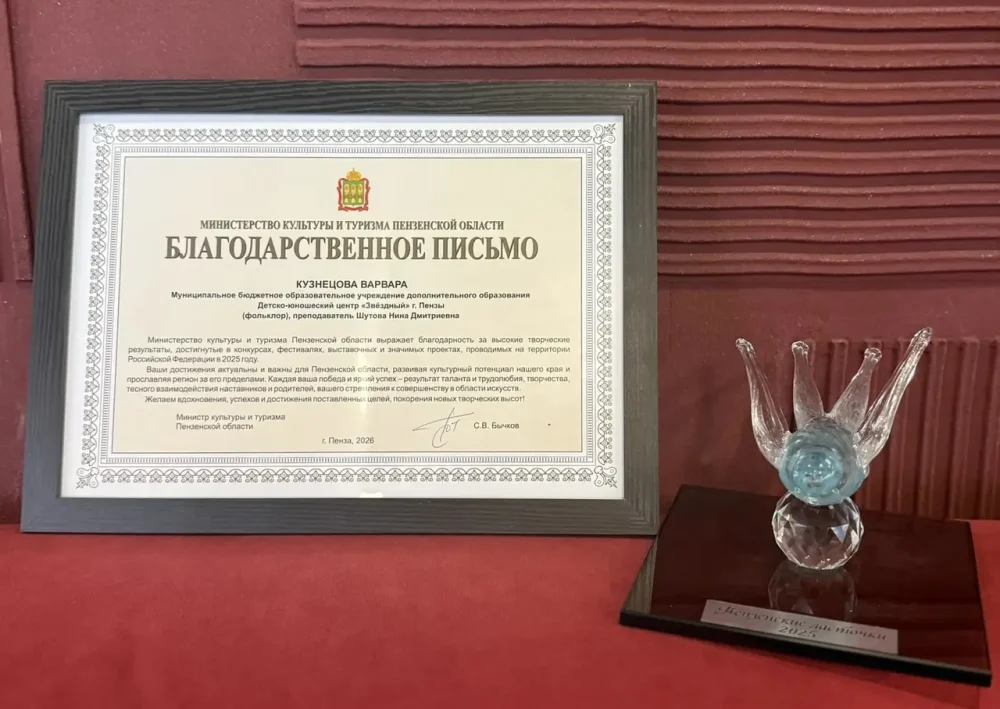 МИНИСТЕРСТВО КУЛЬТУРЫ И ТУРИЗМА ПЕНЗЕНСКОЙ ОБЛАСТИ
БЛАГОДАРСТВЕННОЕ ПИСЬМО
КУЗНЕЦОВА ВАРВАРА
Муниципальное бюджетное образовательное учреждение дополнительного образования
Детско-юношеский центр «Звёздный» г. Пензы
(фольклор), преподаватель Шутова Нина Дмитриевна
Министерство культуры и туризма Пензенской области выражает благодарность за высокие творческие
результаты, достигнутые в конкурсах, фестивалях, выставочных и значимых проектах, проводимых на территории
Российской Федерации в 2025 году.
Ваши достижения актуальны и важны для Пензенской области, развивая культурный потенциал нашего края и
прославляя регион за его пределами. Каждая ваша победа и яркий успех – результат таланта и трудолюбия, творчества,
тесного взаимодействия наставников и родителей, вашего стремления к совершенству в области искусств.
Желаем вдохновения, успехов и достижения поставленных целей, покорения новых творческих высот!
Министр культуры и туризма
Пензенской области
С.В. Бычков
г. Пенза, 2026
Пензенские ласточки
2025